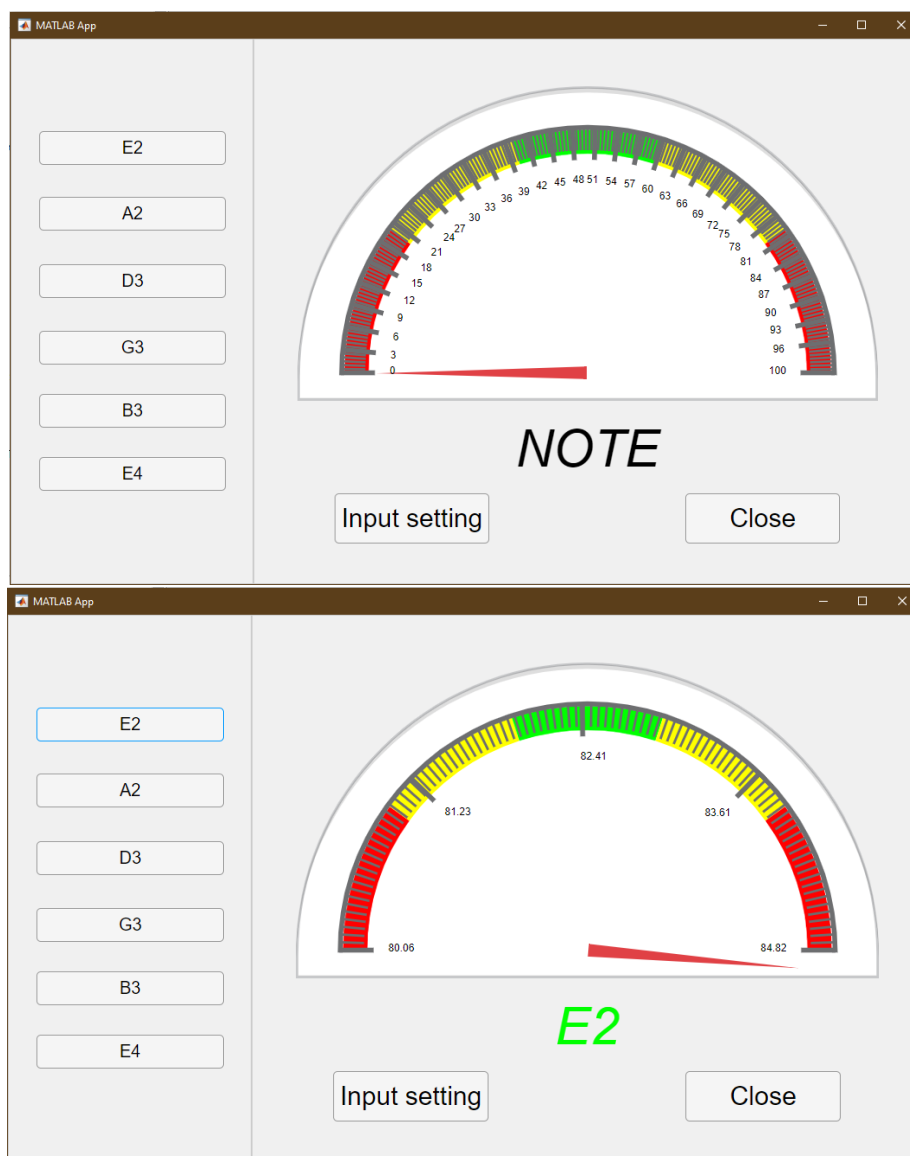 MATLAB App
E2
A2
D3
G3
B3
E4
0
3
6
9
12
15
18
21
24
27
30
33
36
39
42
45
48
51
54
57
60
63
66
69
72
75
78
81
84
87
90
93
96
100
NOTE
Input setting
Close
MATLAB App
E2
A2
D3
G3
B3
E4
80.06
81.23
82.41
83.61
84.82
E2
Input setting
Close